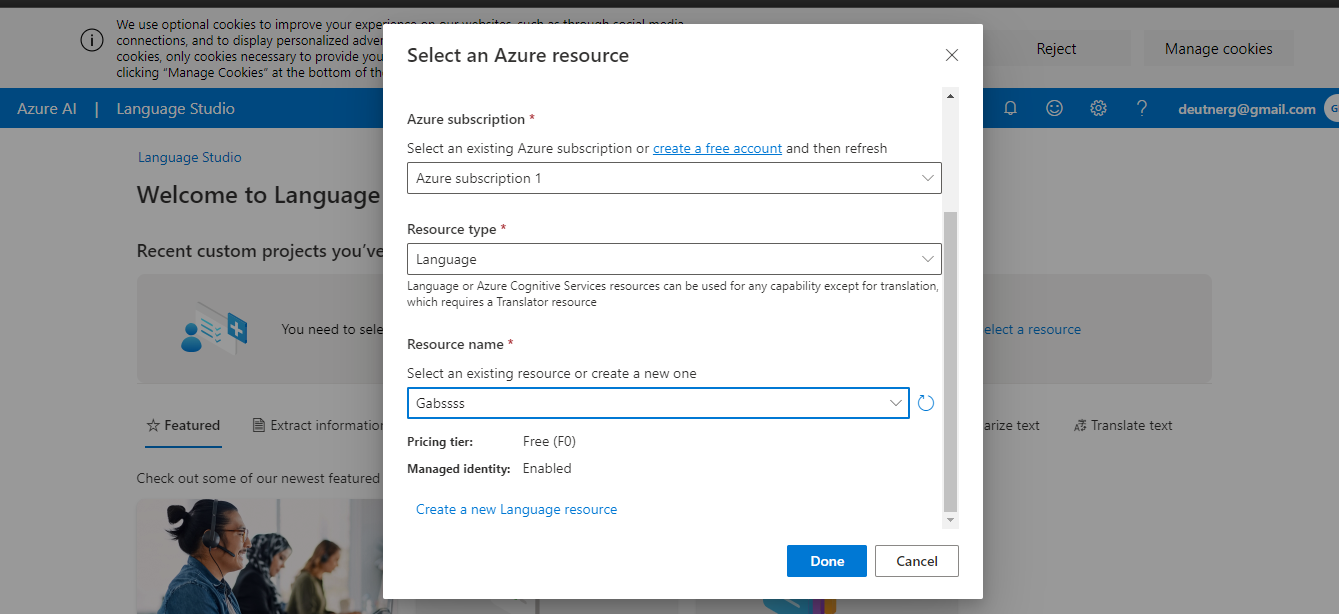 We use optional cookies to improve your experience on our websites, such as through social media
connections, and to display personalized adver
cookies, only cookies necessary to provide you
clicking “Manage Cookies” at the bottom of the
Reject
Manage cookies
Azure AI | Language Studio
deutnerg@gmail.com
G
Language Studio
Welcome to Language
Recent custom projects you’ve
You need to sele
elect a resource
Featured
Extract information
arize text
Translate text
Check out some of our newest featured
Select an Azure resource
Azure subscription *
Select an existing Azure subscription or create a free account and then refresh
Azure subscription 1
Resource type *
Language
Language or Azure Cognitive Services resources can be used for any capability except for translation,
which requires a Translator resource
Resource name *
Select an existing resource or create a new one
Gabssss
Pricing tier: Free (F0)
Managed identity: Enabled
Create a new Language resource
Done
Cancel